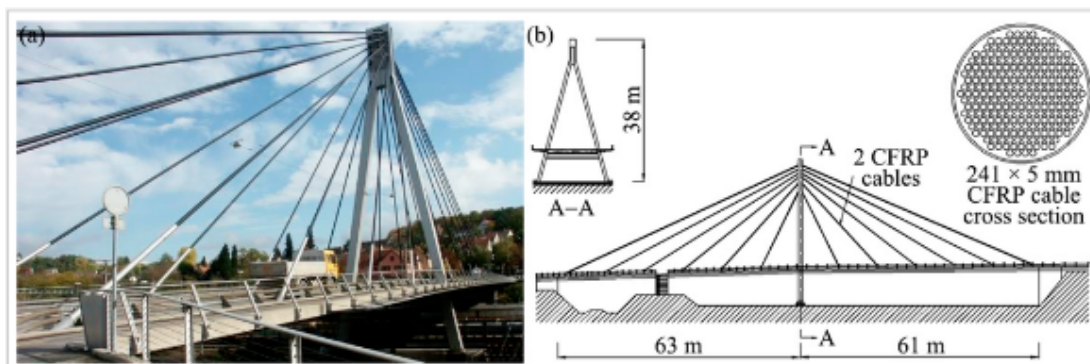 (a)
(b)
38 m
A–A
A
2 CFRP
cables
241 × 5 mm
CFRP cable
cross section
A
63 m
61 m